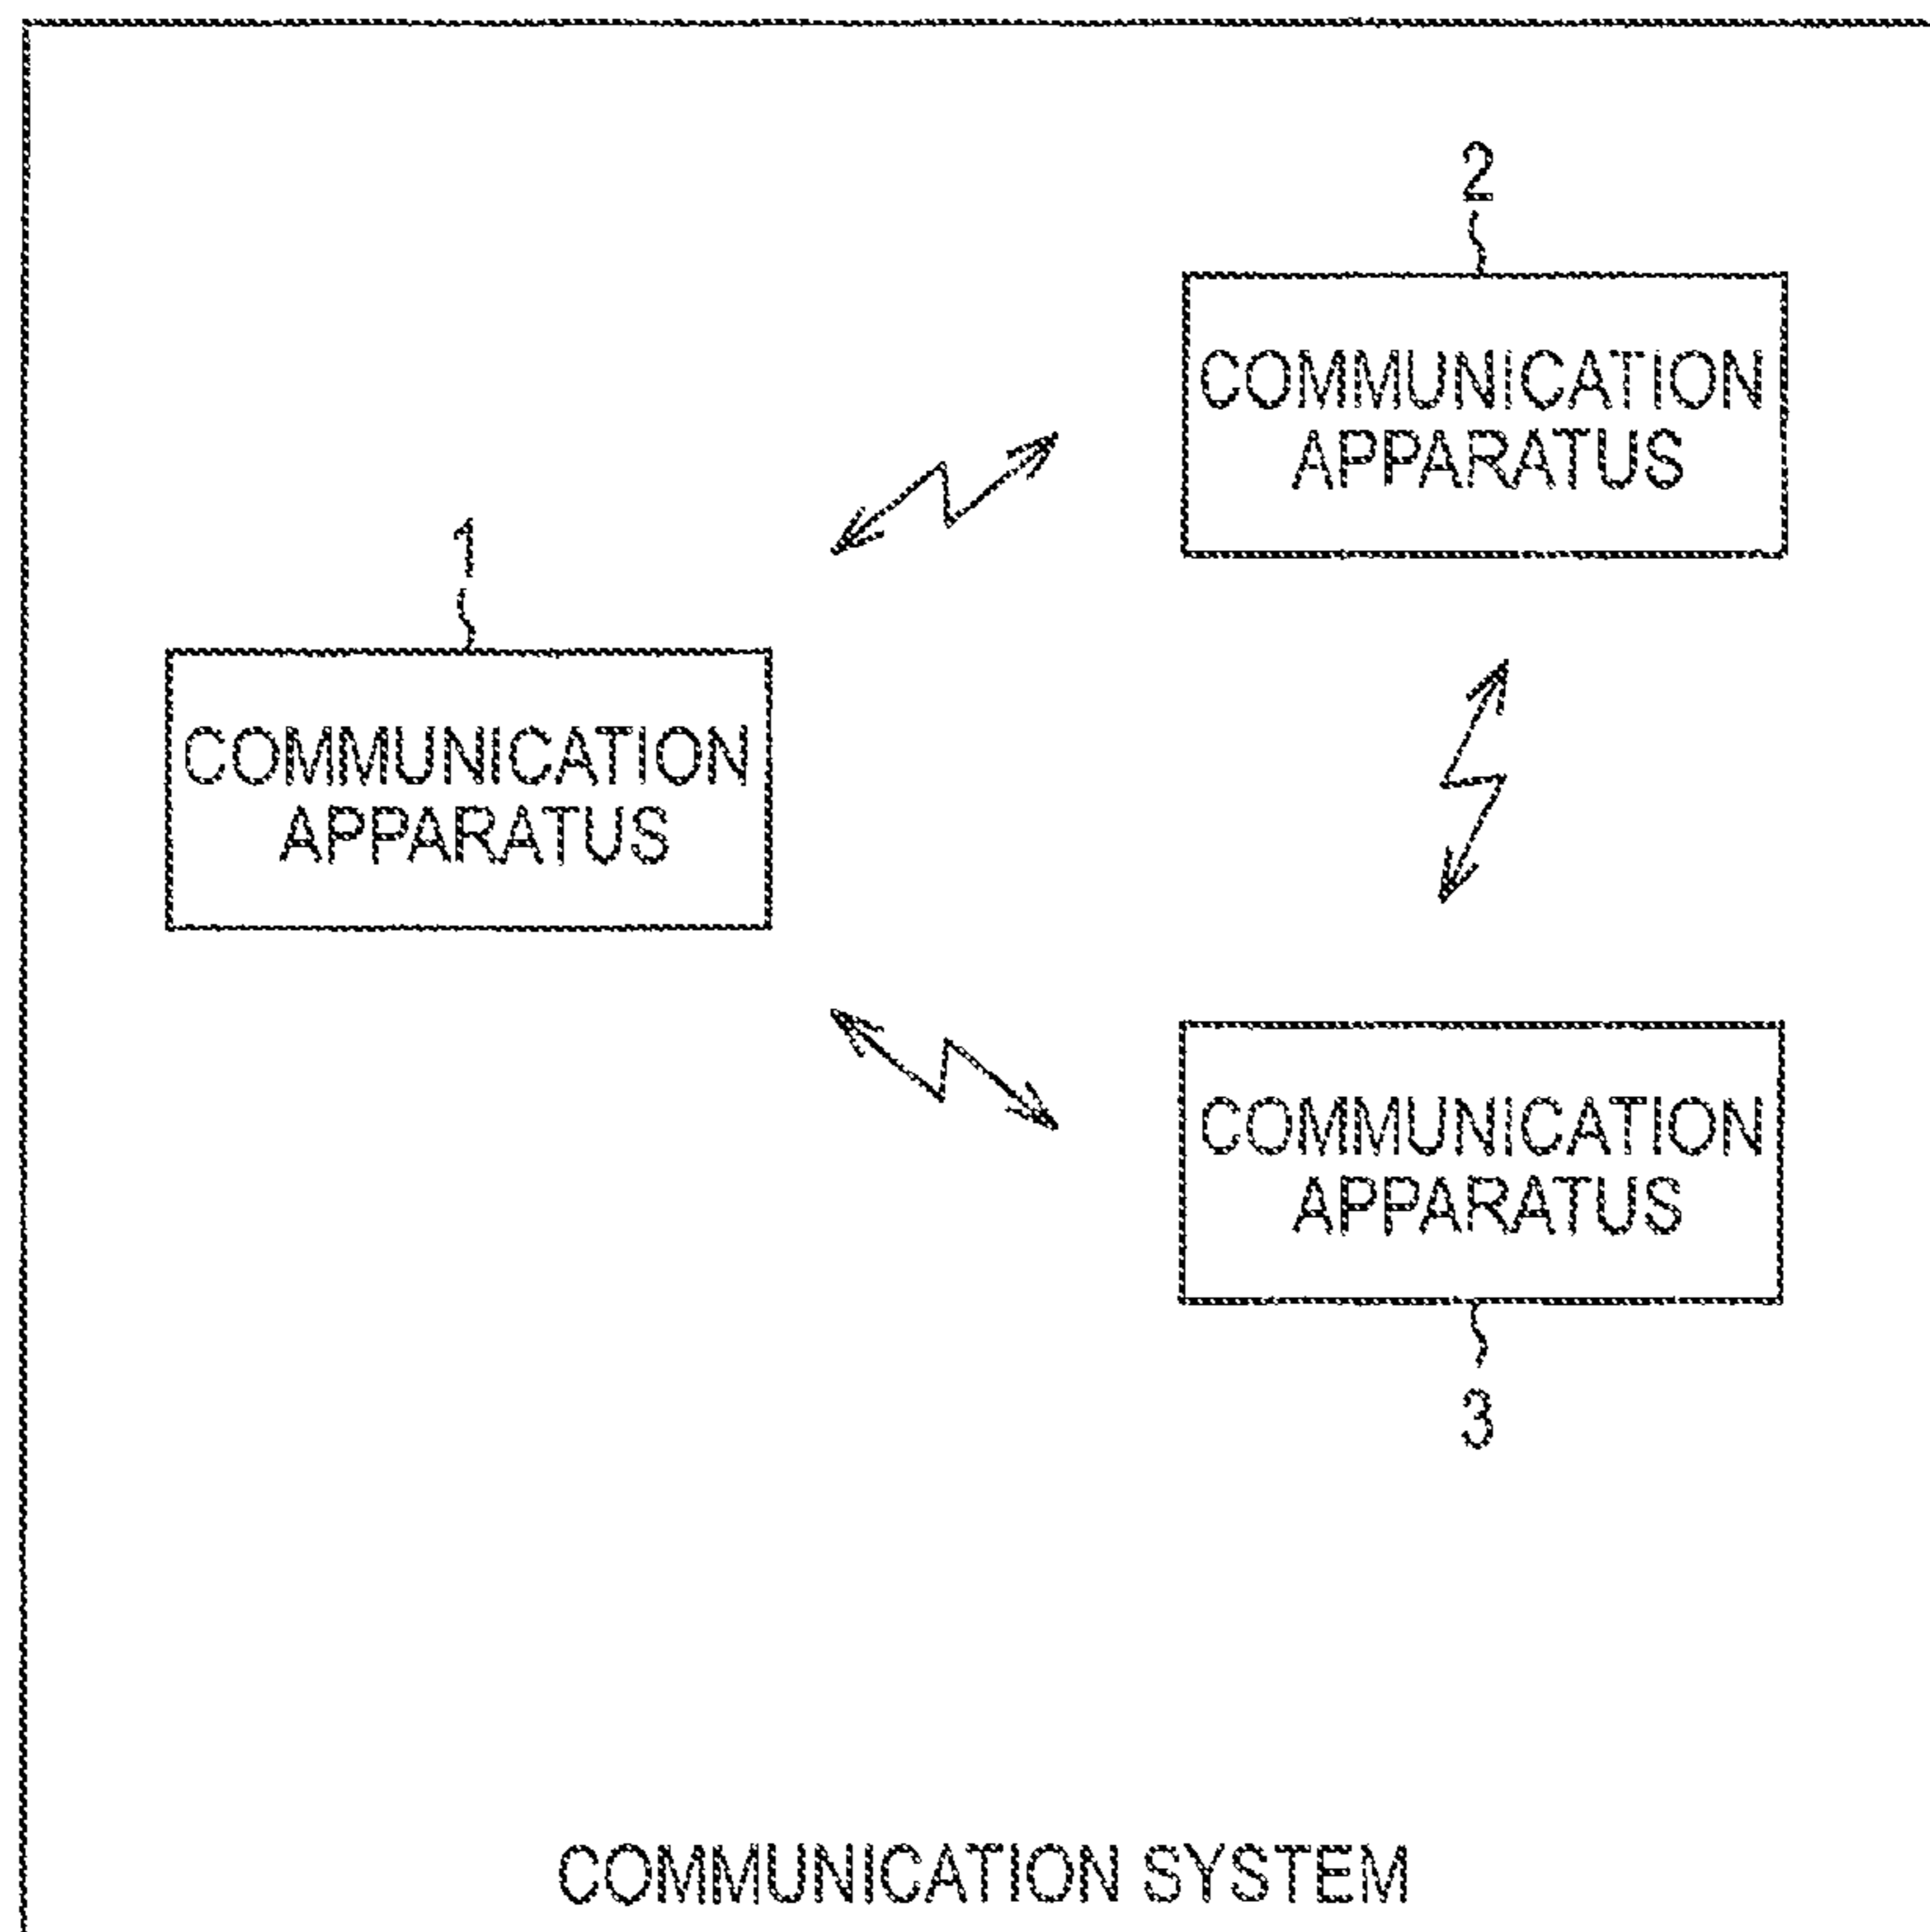 2
COMMUNICATION
APPARATUS
1
COMMUNICATION
APPARATUS
COMMUNICATION
APPARATUS
3
COMMUNICATION SYSTEM